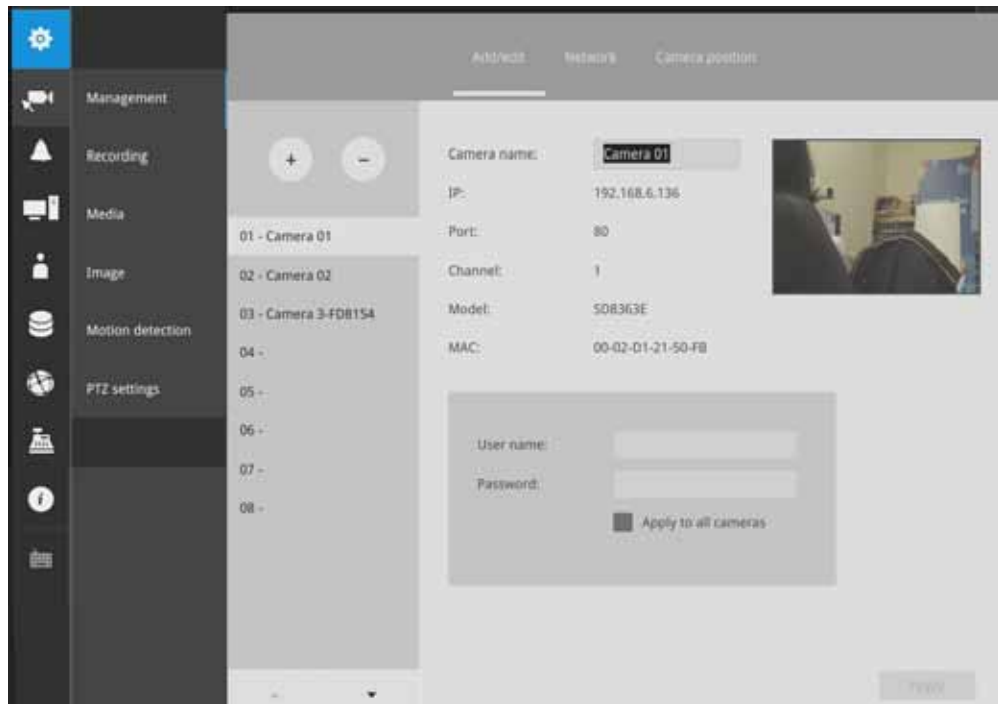 Add/edit Network Camera position
Management
Recording
Media
Image
Motion detection
PTZ settings
+ −
01 - Camera 01
02 - Camera 02
03 - Camera 3-FD8154
04 -
05 -
06 -
07 -
08 -
Camera name: Camera 01
IP: 192.168.6.136
Port: 80
Channel: 1
Model: SD8363E
MAC: 00-02-D1-21-50-FB
User name:
Password:
Apply to all cameras
Apply